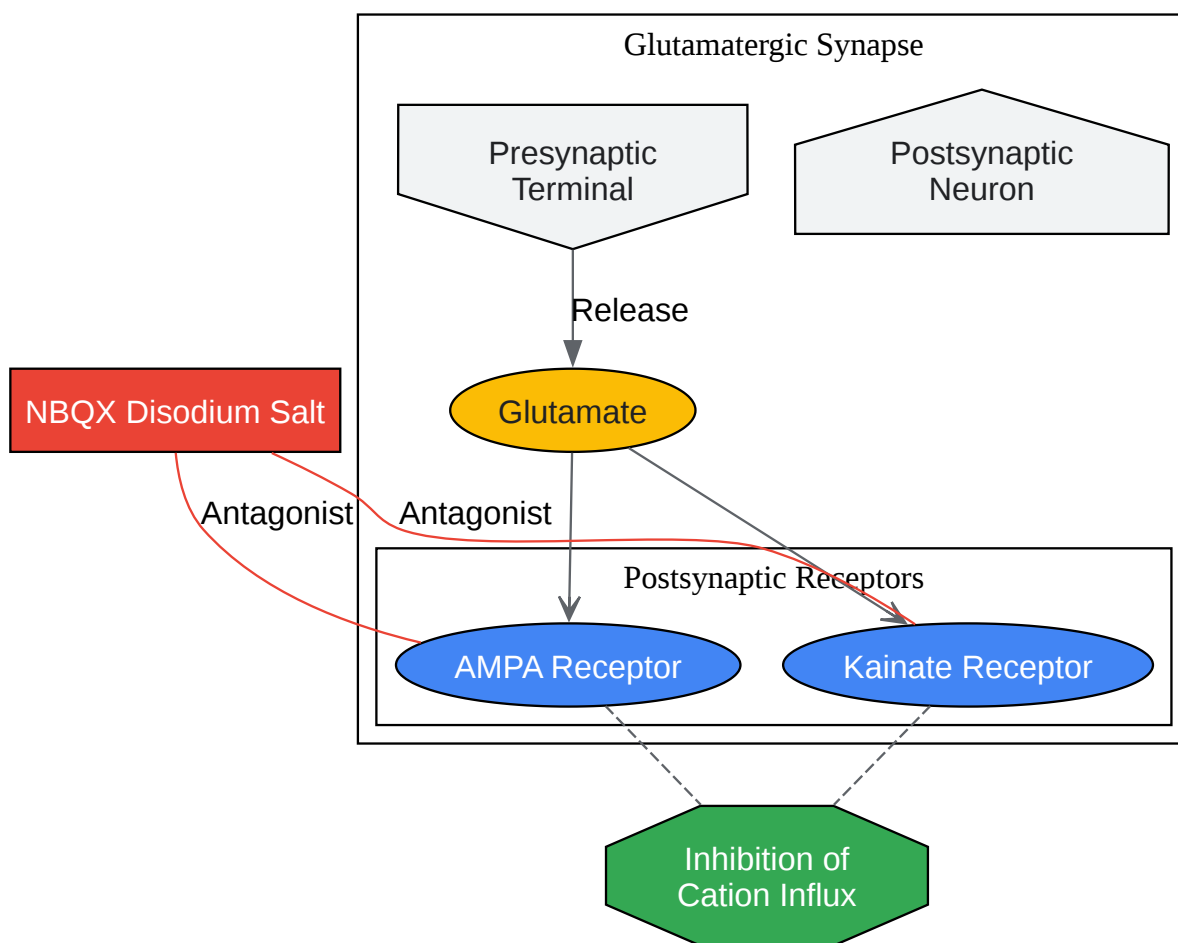 Glutamatergic Synapse
Presynaptic
Terminal
Postsynaptic
Neuron
Release
NBQX Disodium Salt
Glutamate
Antagonist
Antagonist
Postsynaptic Receptors
AMPA Receptor
Kainate Receptor
Inhibition of
Cation Influx